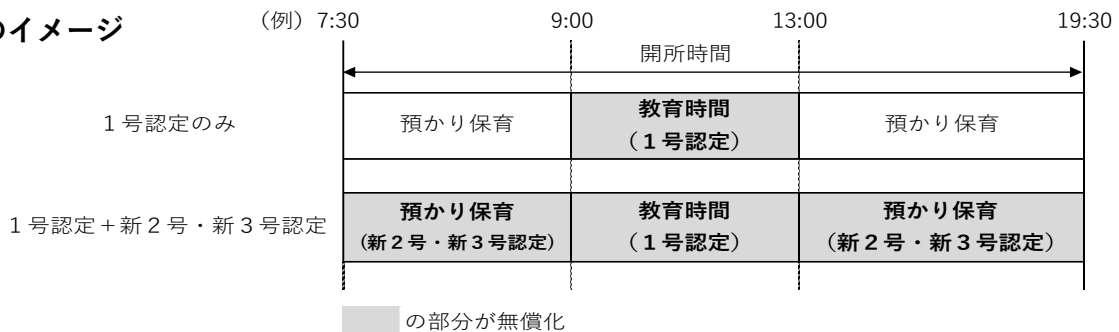 のイメージ
（例）7:30 9:00 13:00 19:30
開所時間
１号認定のみ
預かり保育
教育時間
（１号認定）
預かり保育
１号認定＋新２号・新３号認定
預かり保育
（新２号・新３号認定）
教育時間
（１号認定）
預かり保育
（新２号・新３号認定）
の部分が無償化